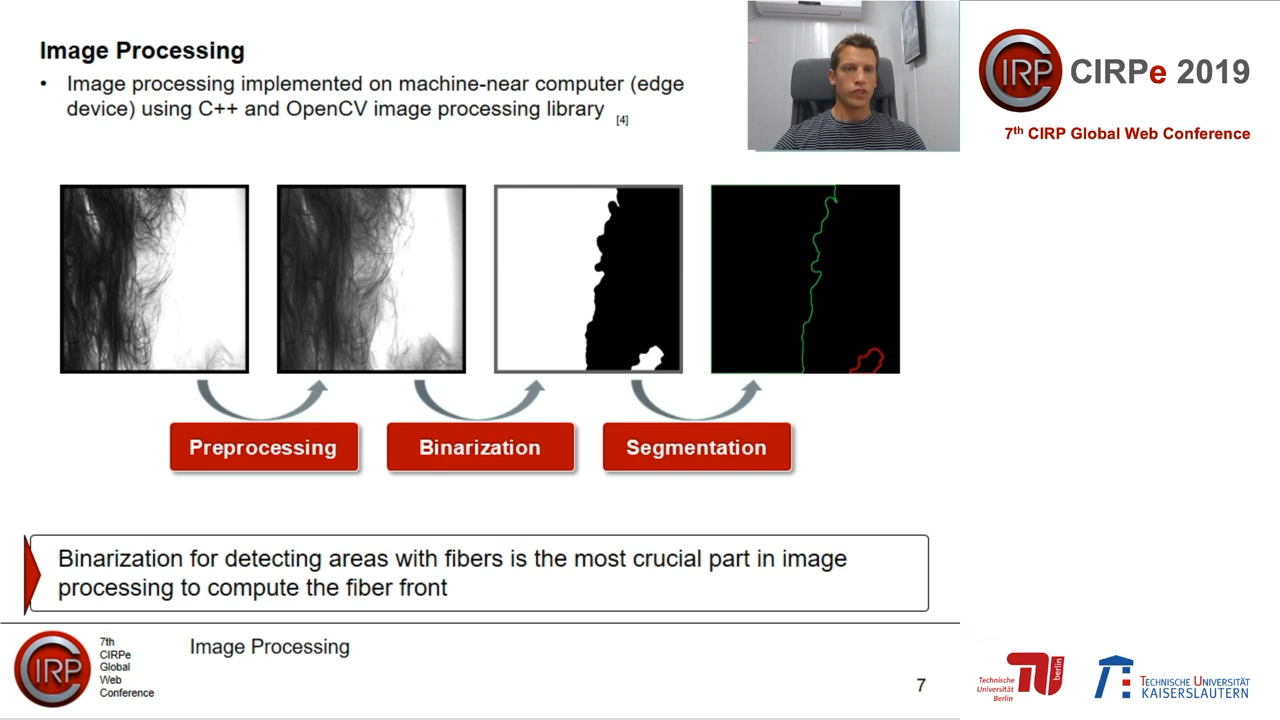 Image Processing
• Image processing implemented on machine-near computer (edge
device) using C++ and OpenCV image processing library [4]
CIRP
CIRPe 2019
7th CIRP Global Web Conference
Preprocessing
Binarization
Segmentation
Binarization for detecting areas with fibers is the most crucial part in image
processing to compute the fiber front
CIRP
7th
CIRPe
Global
Web
Conference
Image Processing
7
Technische
Universität
Berlin
berlin
TECHNISCHE UNIVERSITÄT
KAISERSLAUTERN